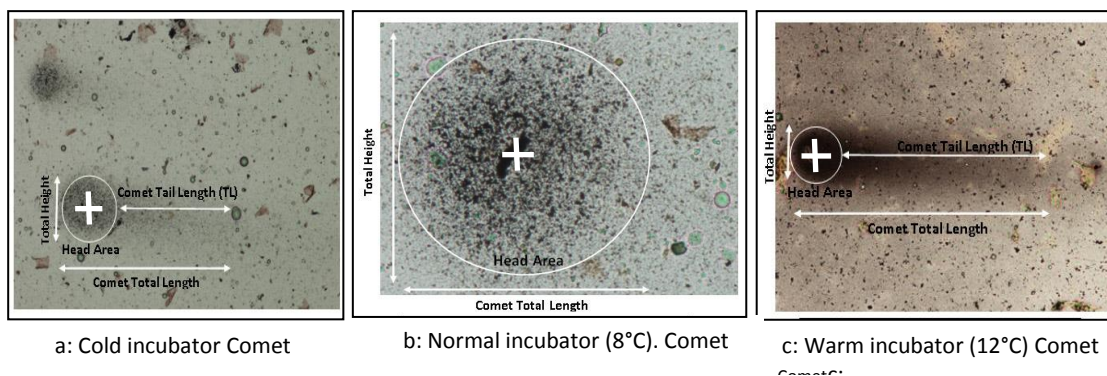 Total Height
Comet Tail Length (TL)
Head Area
Comet Total Length
a: Cold incubator Comet
Total Height
Head Area
Comet Total Length
b: Normal incubator (8°C). Comet
Total Height
Comet Tail Length (TL)
Head Area
Comet Total Length
c: Warm incubator (12°C) Comet